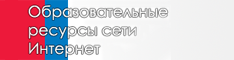 Образовательные
ресурсы сети
Интернет